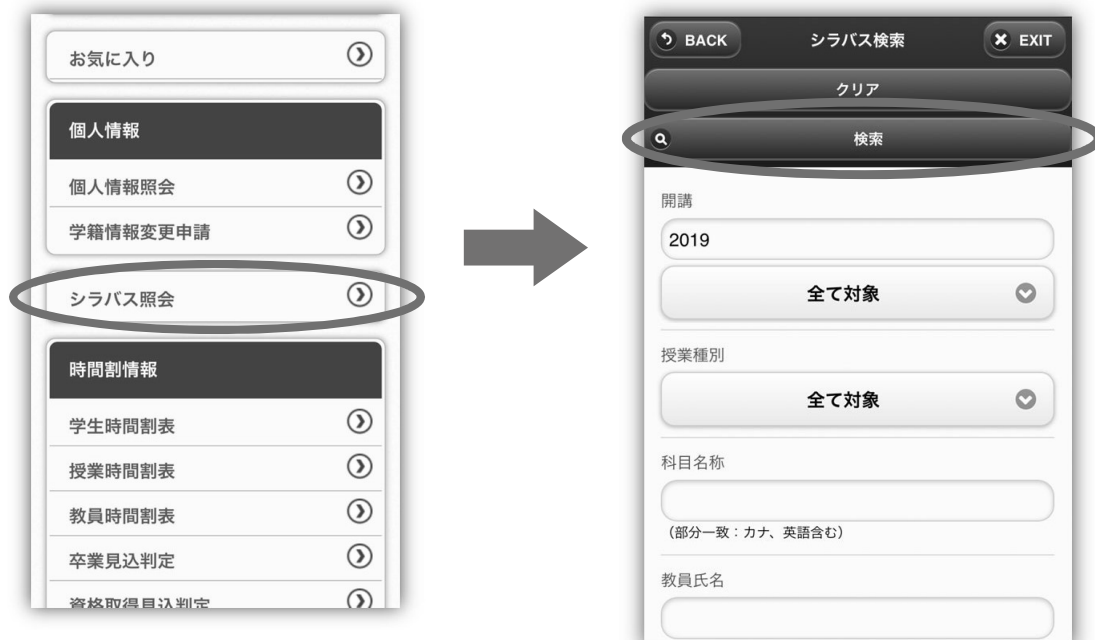 お気に入り
個人情報
個人情報照会
学籍情報変更申請
シラバス照会
時間割情報
学生時間割表
授業時間割表
教員時間割表
卒業見込判定
資格取得見込判定
BACK
シラバス検索
EXIT
クリア
検索
開講
2019
全て対象
授業種別
全て対象
科目名称
（部分一致：カナ、英語含む）
教員氏名